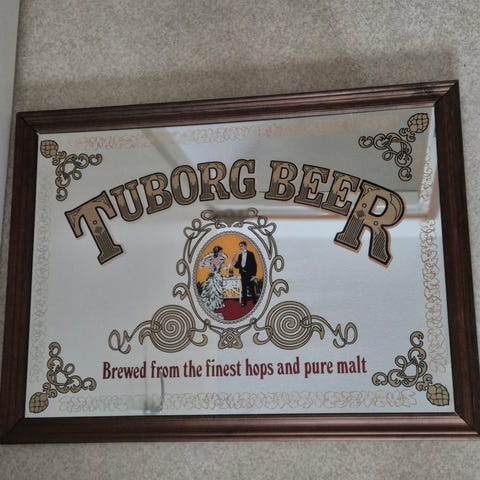 TUBORG BEER
Brewed from the finest hops and pure malt